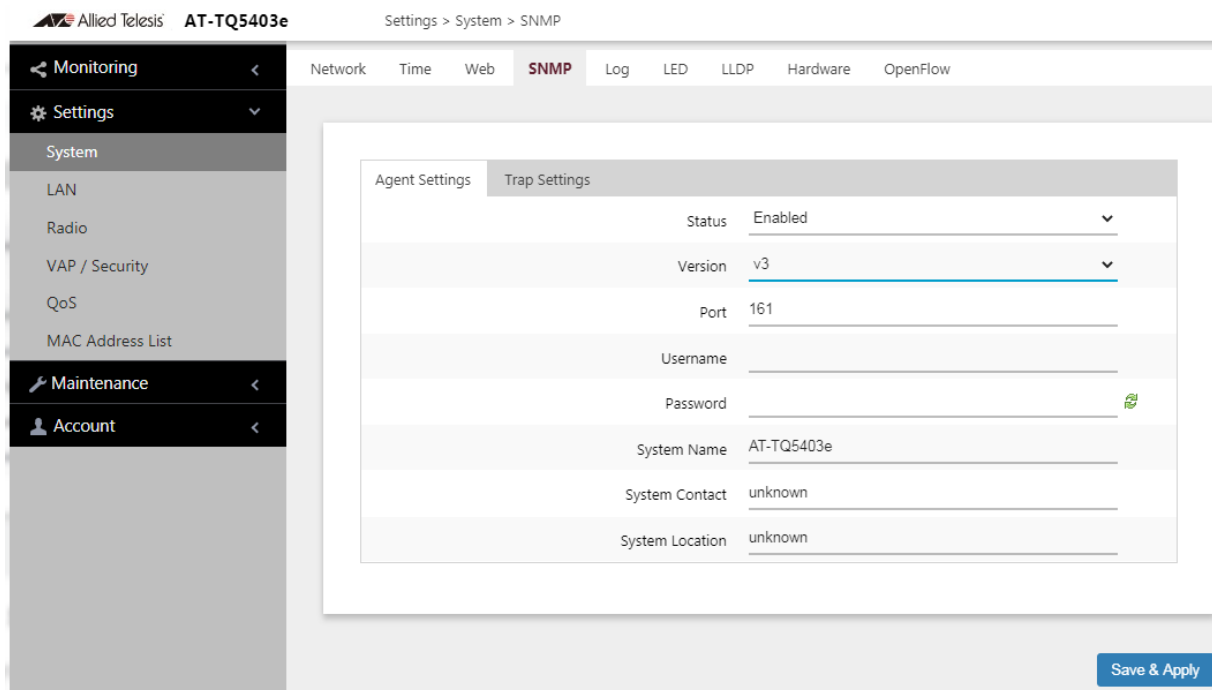 Allied Telesis AT-TQ5403e Settings > System > SNMP
Monitoring
Network Time Web SNMP Log LED LLDP Hardware OpenFlow
Settings
System
LAN
Radio
VAP / Security
QoS
MAC Address List
Maintenance
Account
Agent Settings Trap Settings
Status Enabled
Version v3
Port 161
Username
Password
System Name AT-TQ5403e
System Contact unknown
System Location unknown
Save & Apply